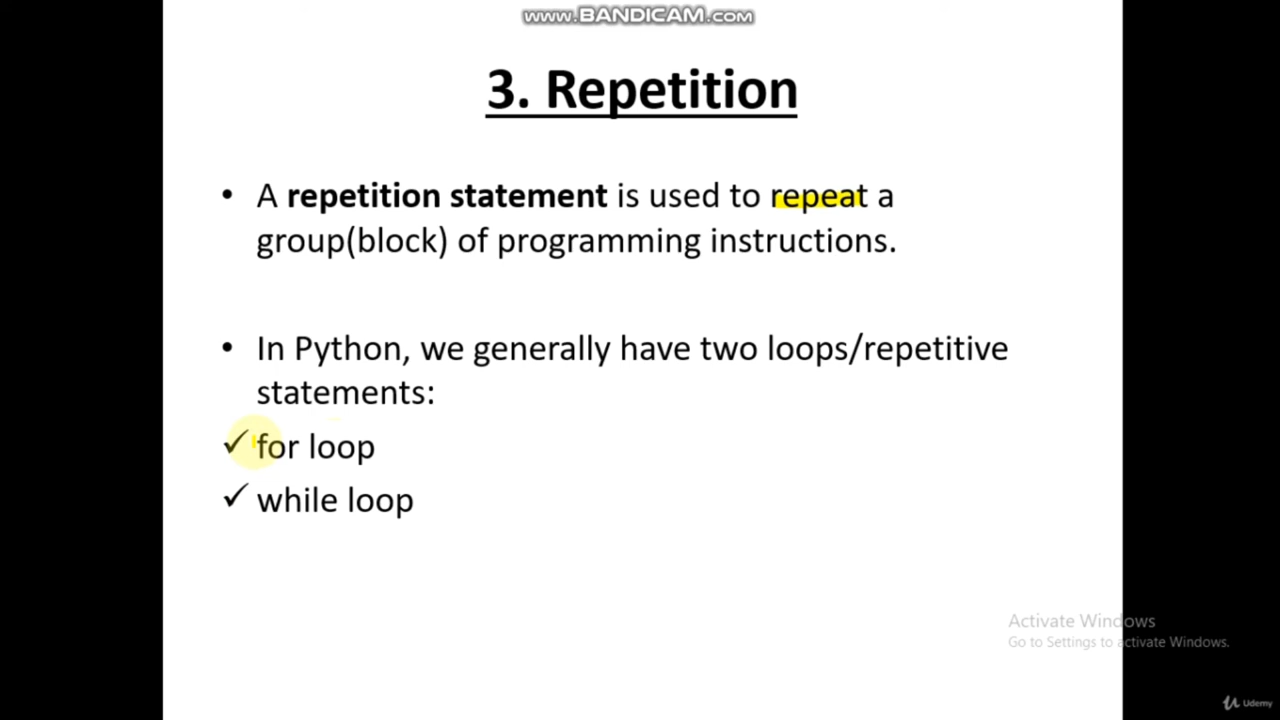 www.BANDICAM.com
3. Repetition
• A repetition statement is used to repeat a
group(block) of programming instructions.
• In Python, we generally have two loops/repetitive
statements:
✓ for loop
✓ while loop
Activate Windows
Go to Settings to activate Windows.
Udemy